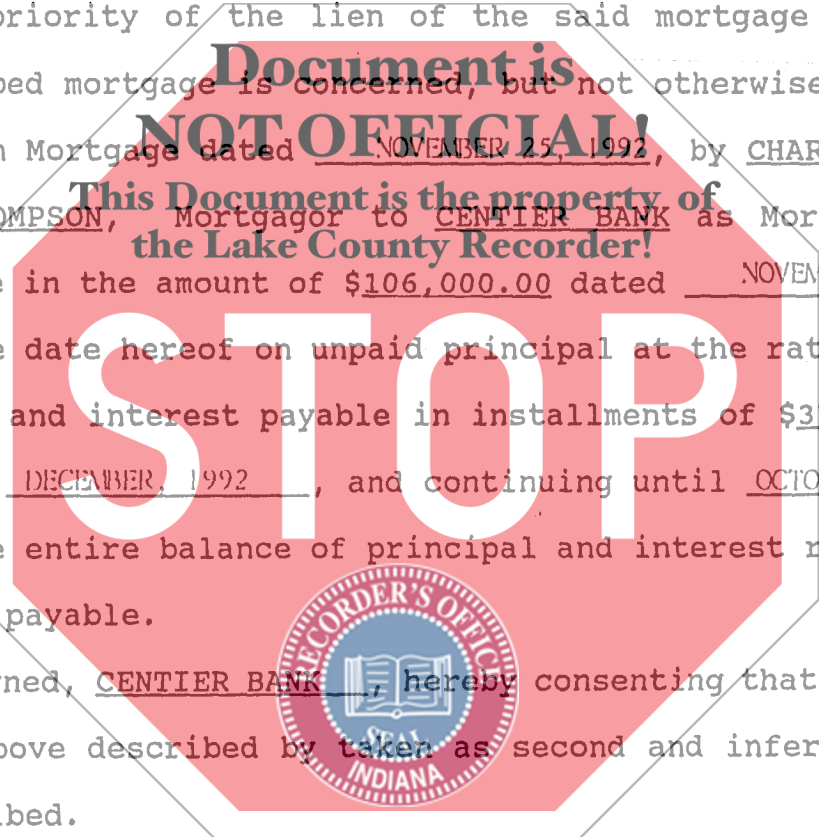 priority of the lien of the said mortgage
Document is
bed mortgage is concerned, but not otherwise
NOT OFFICIAL!
n Mortgage dated NOVEMBER 25, 1992, by CHAR
This Document is the property of
OMPSON, Mortgagor to CENTIER BANK as Mor
the Lake County Recorder!
e in the amount of $106,000.00 dated NOVEM
e date hereof on unpaid principal at the rat
STOP
and interest payable in installments of $3
DECEMBER, 1992, and continuing until OCTO
e entire balance of principal and interest r
payable.
RECORDER'S OFFICE
ned, CENTIER BANK, hereby consenting that
SEAL
ove described by taken as second and infer
INDIANA
ibed.